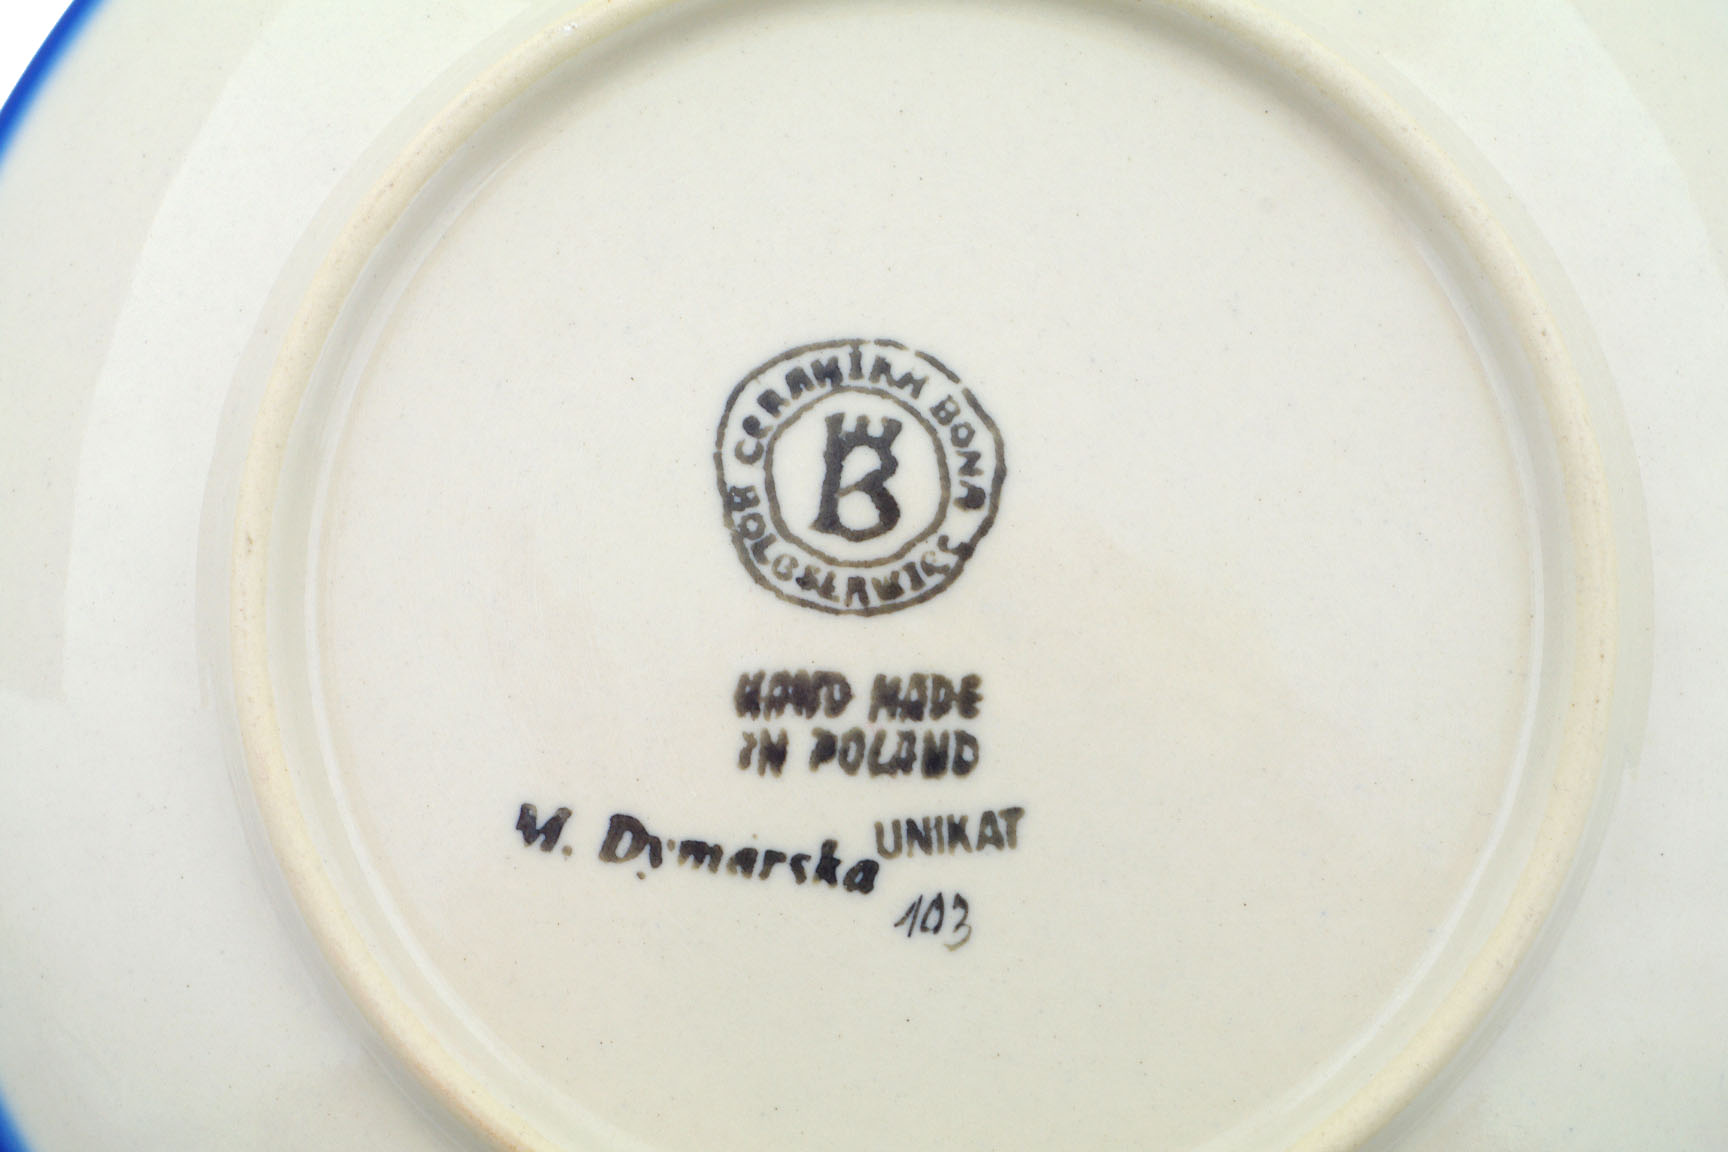 CERAMIKA BONA
B
BOLESŁAWIEC
HAND MADE
IN POLAND
M. Dymarska UNIKAT
103